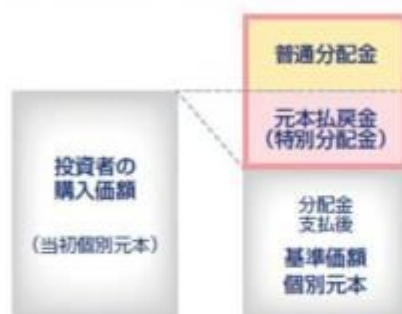 普通分配金
元本払戻金
(特別分配金)
投資者の
購入価額
(当初個別元本)
分配金
支払後
基準価額
個別元本